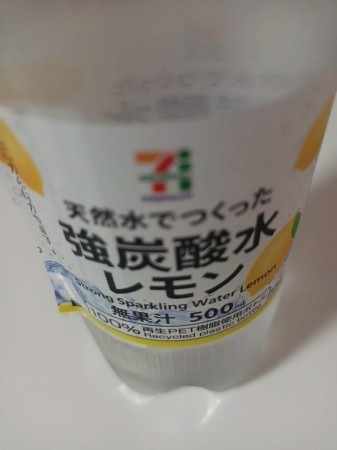 7
天然水でつくった
強炭酸水
レモン
Strong Sparkling Water Lemon
無果汁 500ml
100%再生PET樹脂使用ボトル
Recycled plastic